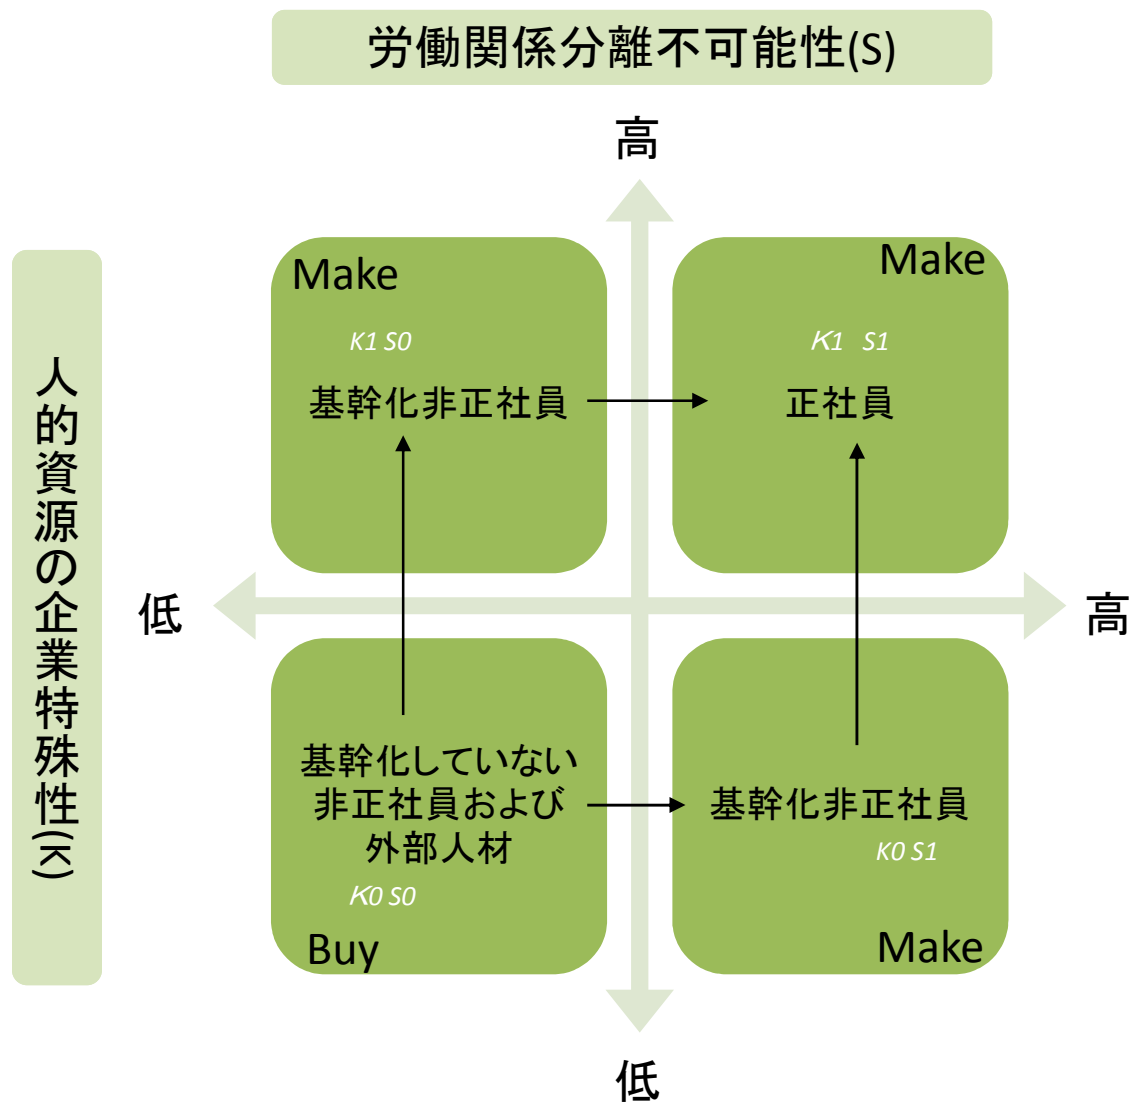 労働関係分離不可能性(S)
高
人的資源の企業特殊性(K)
Make
K1 S0
基幹化非正社員
Make
K1 S1
正社員
低
高
基幹化していない
非正社員および
外部人材
K0 S0
Buy
基幹化非正社員
K0 S1
Make
低